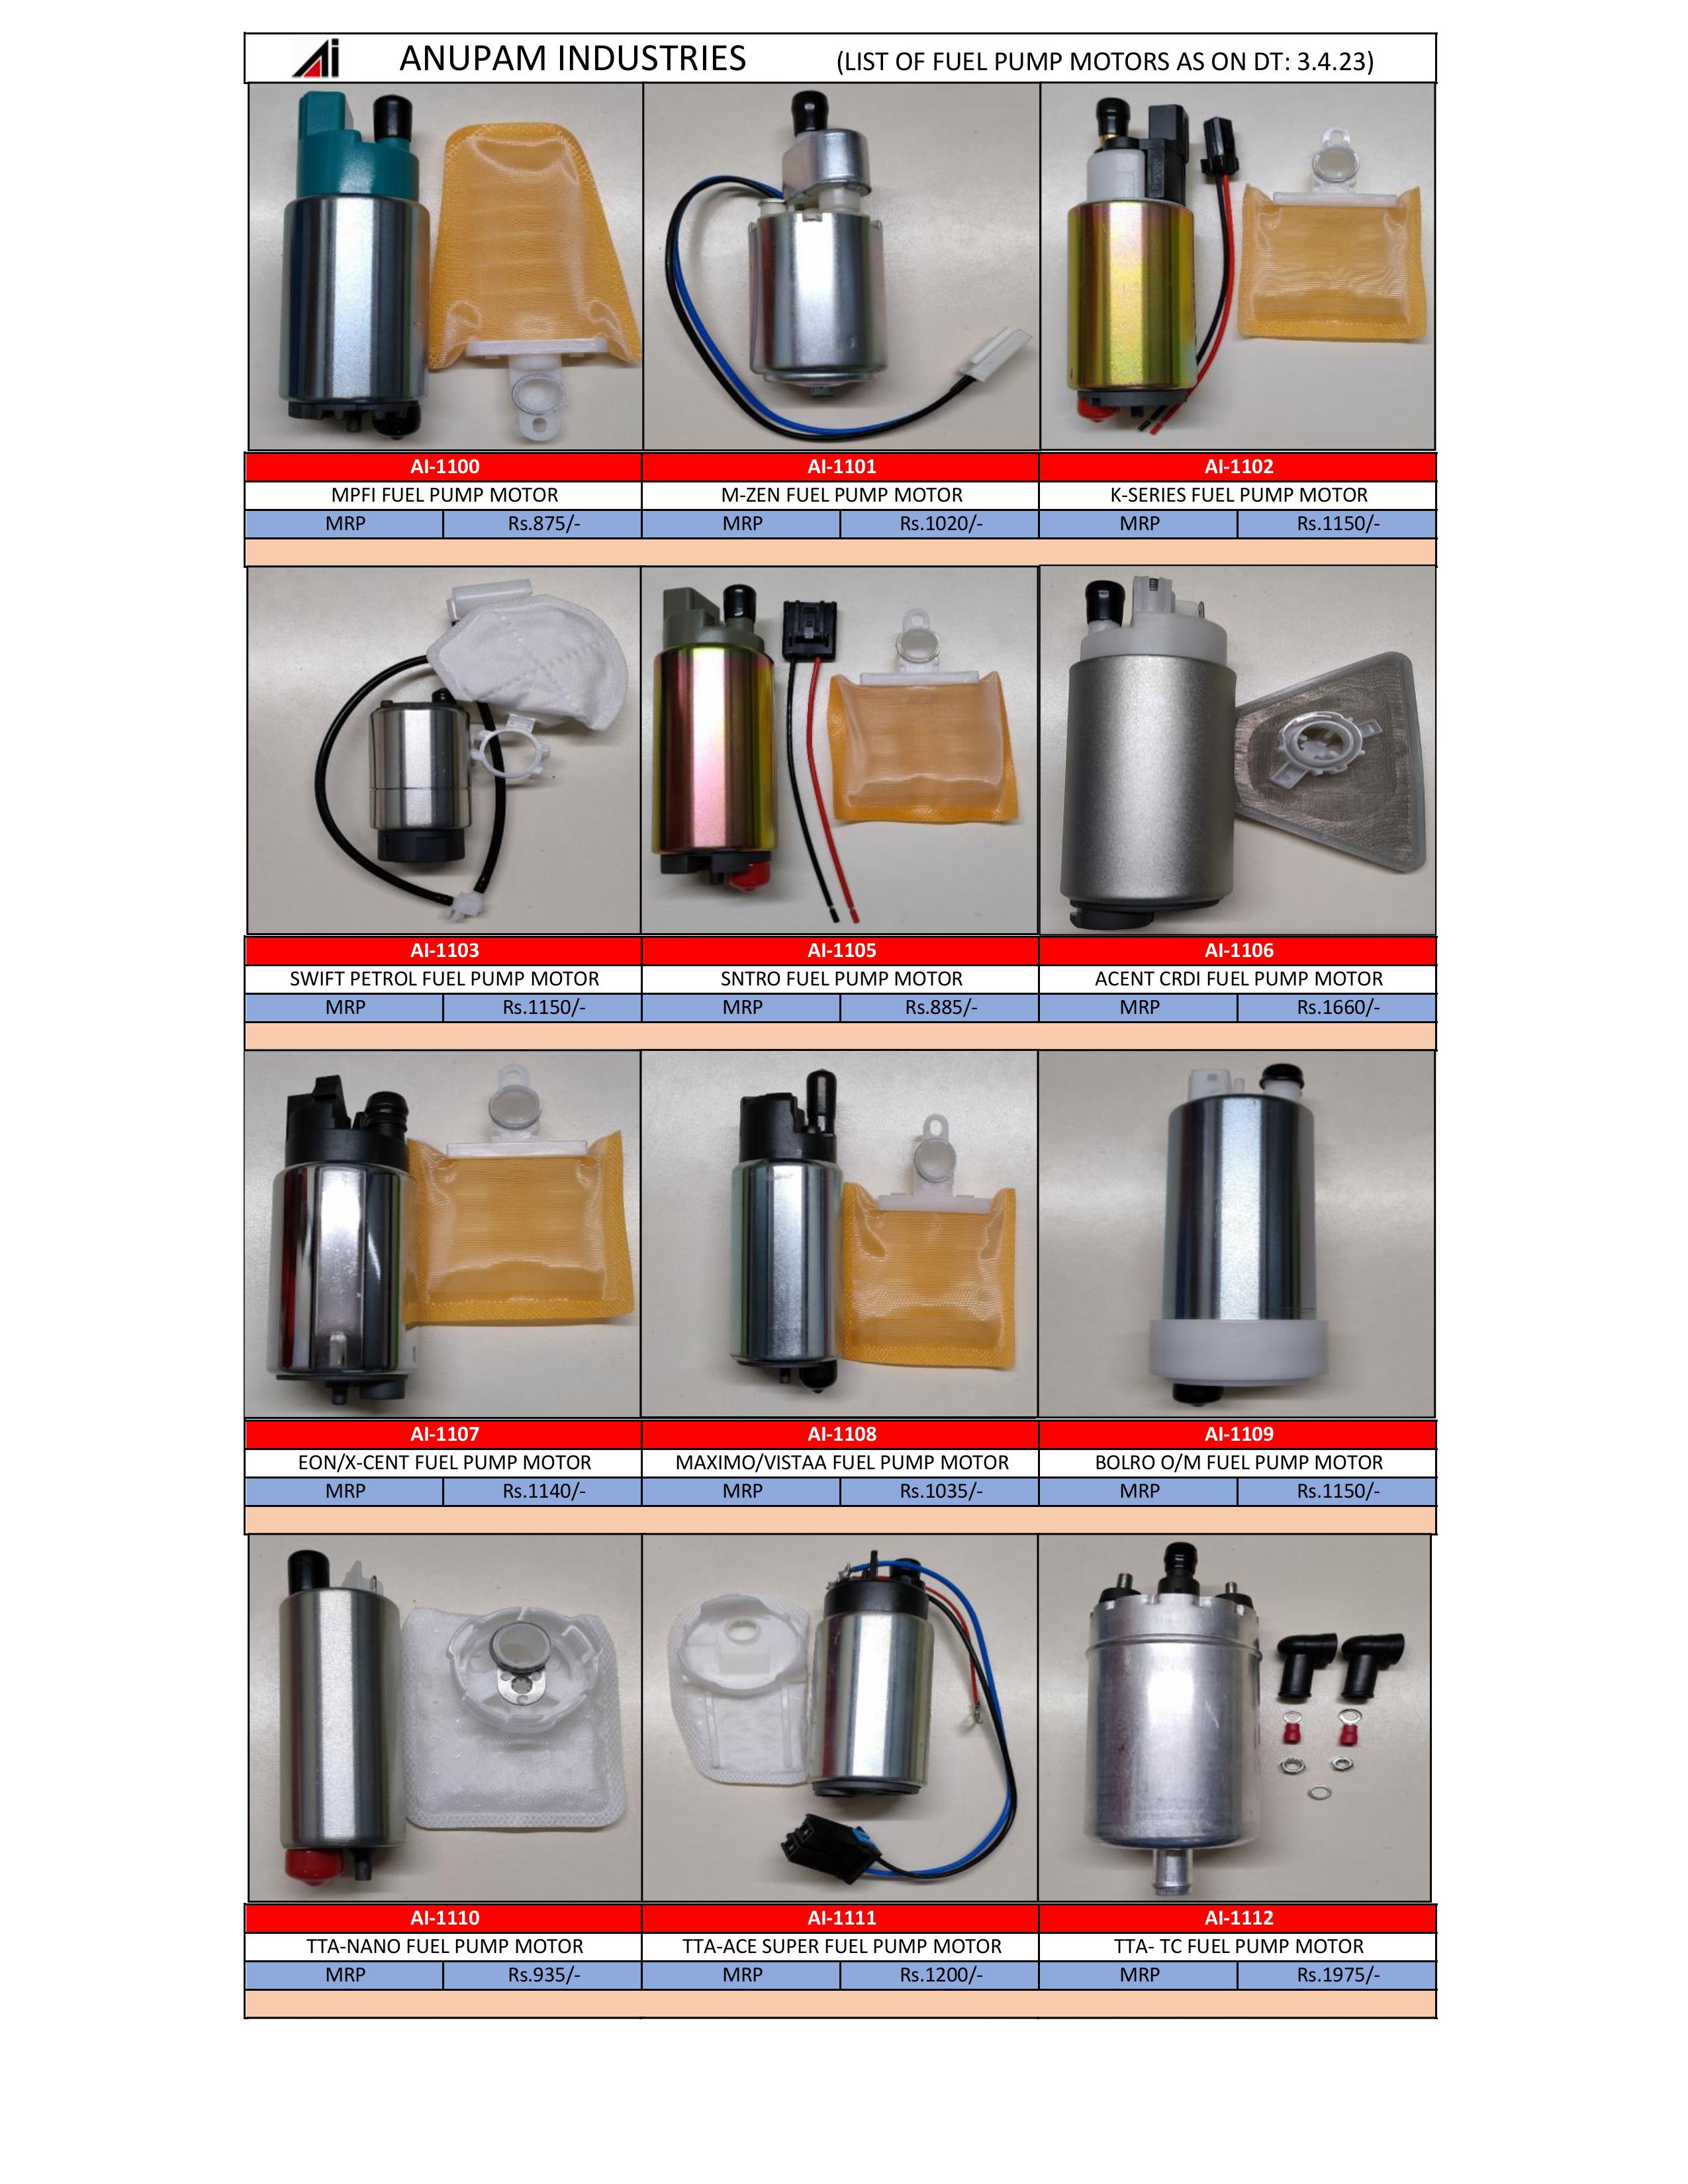 Ai ANUPAM INDUSTRIES (LIST OF FUEL PUMP MOTORS AS ON DT: 3.4.23)
AI-1100 AI-1101 AI-1102
MPFI FUEL PUMP MOTOR M-ZEN FUEL PUMP MOTOR K-SERIES FUEL PUMP MOTOR
MRP Rs.875/- MRP Rs.1020/- MRP Rs.1150/-
AI-1103 AI-1105 AI-1106
SWIFT PETROL FUEL PUMP MOTOR SNTRO FUEL PUMP MOTOR ACENT CRDI FUEL PUMP MOTOR
MRP Rs.1150/- MRP Rs.885/- MRP Rs.1660/-
AI-1107 AI-1108 AI-1109
EON/X-CENT FUEL PUMP MOTOR MAXIMO/VISTAA FUEL PUMP MOTOR BOLRO O/M FUEL PUMP MOTOR
MRP Rs.1140/- MRP Rs.1035/- MRP Rs.1150/-
AI-1110 AI-1111 AI-1112
TTA-NANO FUEL PUMP MOTOR TTA-ACE SUPER FUEL PUMP MOTOR TTA- TC FUEL PUMP MOTOR
MRP Rs.935/- MRP Rs.1200/- MRP Rs.1975/-